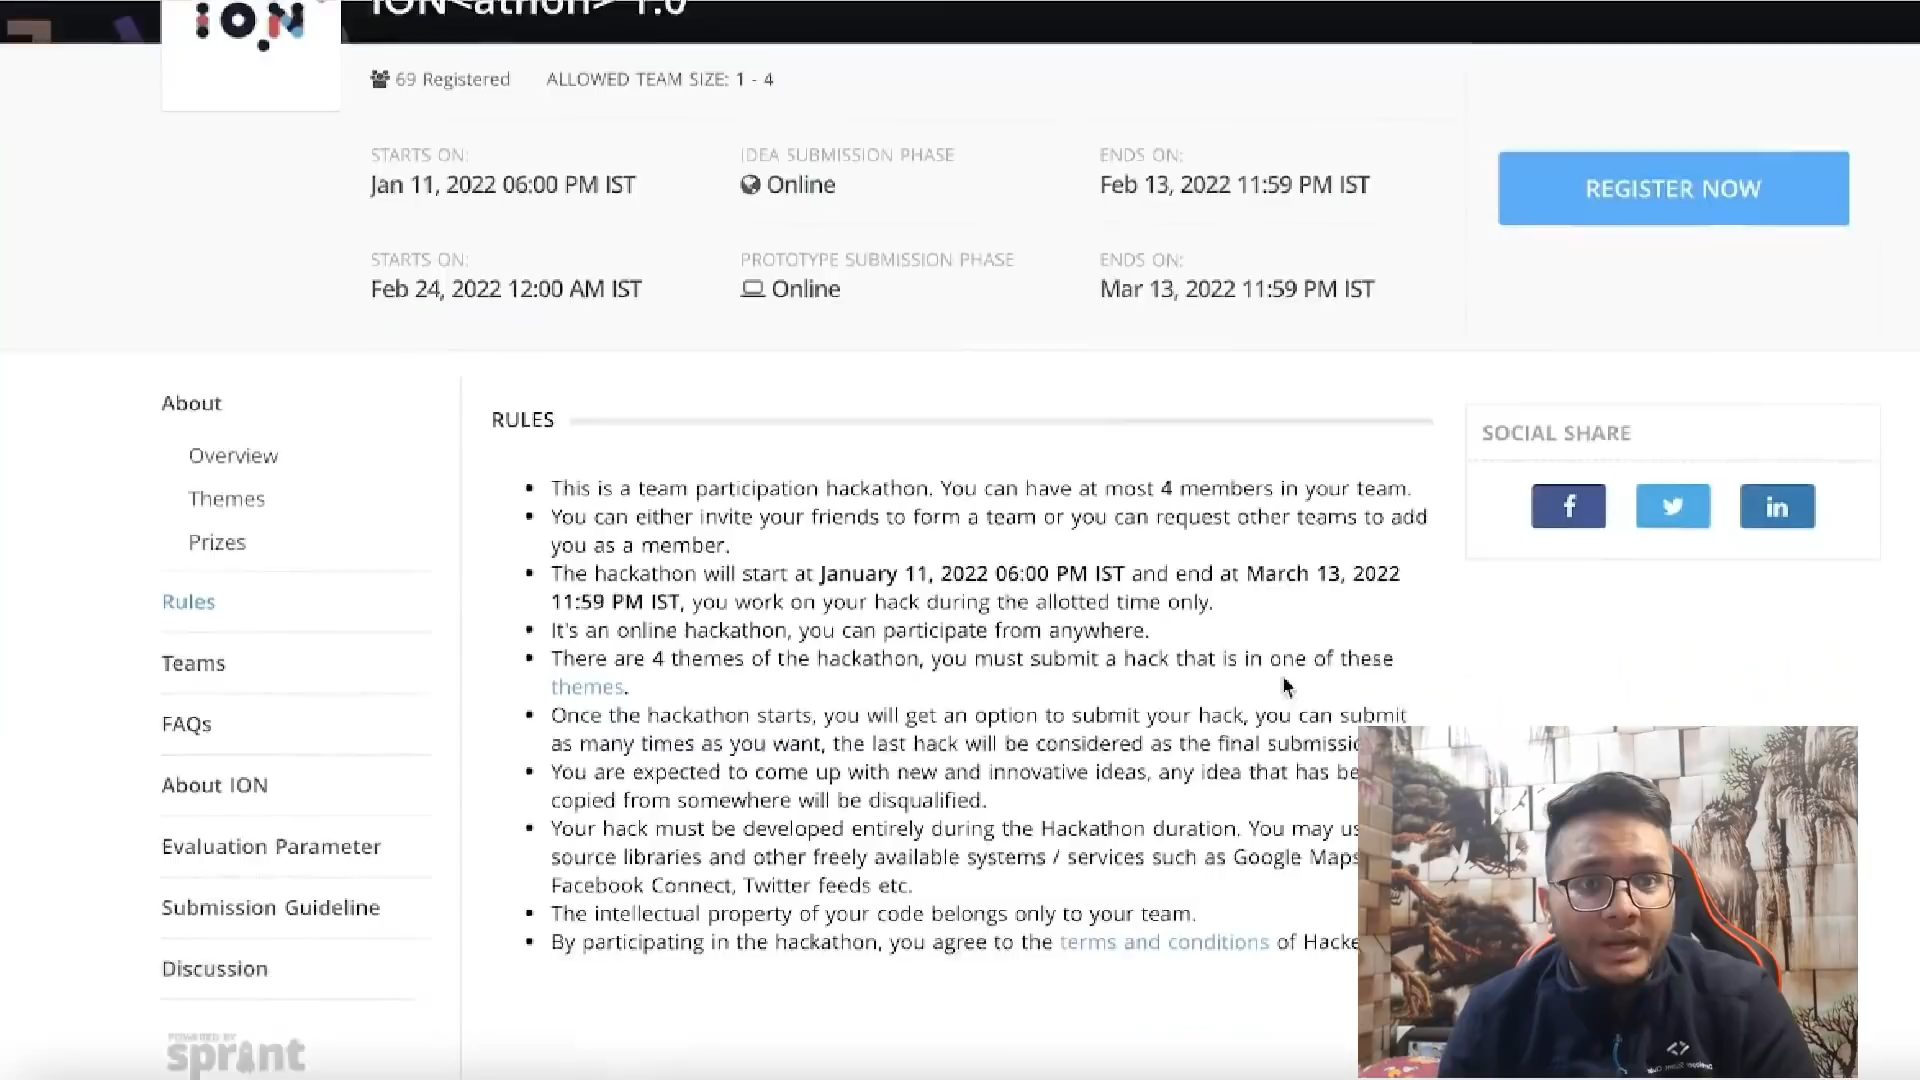 ION
ION<athon> 1.0
69 Registered ALLOWED TEAM SIZE: 1 - 4
STARTS ON: IDEA SUBMISSION PHASE ENDS ON:
Jan 11, 2022 06:00 PM IST Online Feb 13, 2022 11:59 PM IST
REGISTER NOW
STARTS ON: PROTOTYPE SUBMISSION PHASE ENDS ON:
Feb 24, 2022 12:00 AM IST Online Mar 13, 2022 11:59 PM IST
About
Overview
Themes
Prizes
Rules
Teams
FAQs
About ION
Evaluation Parameter
Submission Guideline
Discussion
POWERED BY
sprint
RULES
• This is a team participation hackathon. You can have at most 4 members in your team.
• You can either invite your friends to form a team or you can request other teams to add
you as a member.
• The hackathon will start at January 11, 2022 06:00 PM IST and end at March 13, 2022
11:59 PM IST, you work on your hack during the allotted time only.
• It's an online hackathon, you can participate from anywhere.
• There are 4 themes of the hackathon, you must submit a hack that is in one of these
themes.
• Once the hackathon starts, you will get an option to submit your hack, you can submit
as many times as you want, the last hack will be considered as the final submissio
• You are expected to come up with new and innovative ideas, any idea that has be
copied from somewhere will be disqualified.
• Your hack must be developed entirely during the Hackathon duration. You may us
source libraries and other freely available systems / services such as Google Maps
Facebook Connect, Twitter feeds etc.
• The intellectual property of your code belongs only to your team.
• By participating in the hackathon, you agree to the terms and conditions of Hacke
SOCIAL SHARE
f
in